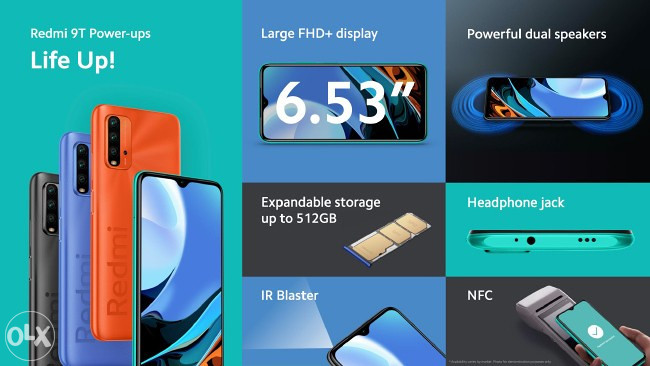 Redmi 9T Power-ups
Life Up!
Redmi
Redmi
Redmi
OLX
Large FHD+ display
6.53"
Powerful dual speakers
Expandable storage
up to 512GB
Headphone jack
IR Blaster
NFC